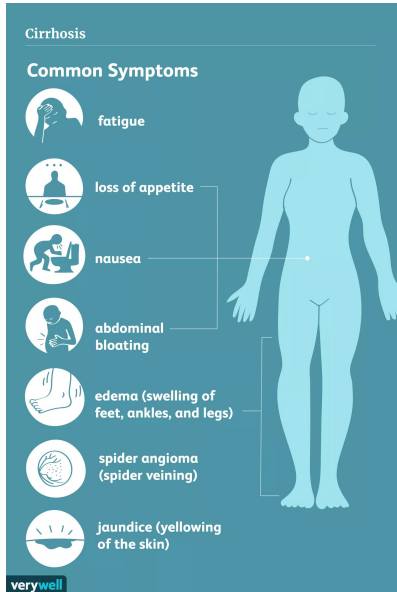 Cirrhosis
Common Symptoms
fatigue
loss of appetite
nausea
abdominal
bloating
edema (swelling of
feet, ankles, and legs)
spider angioma
(spider veining)
jaundice (yellowing
of the skin)
verywell